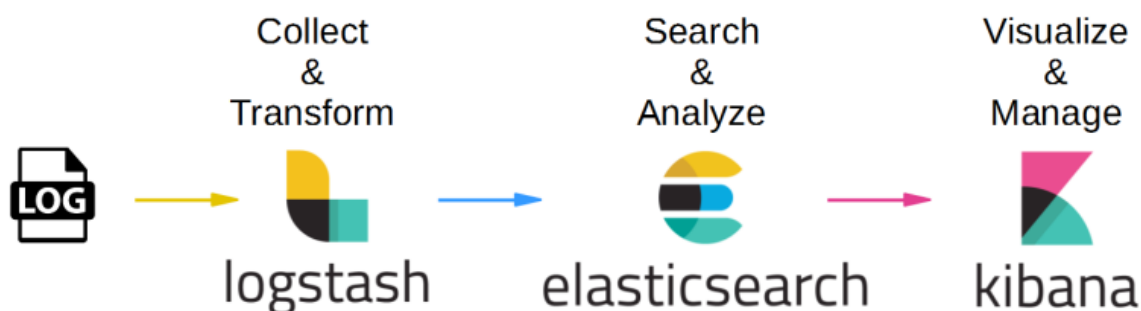 Collect
&
Transform
Search
&
Analyze
Visualize
&
Manage
LOG
logstash
elasticsearch
kibana